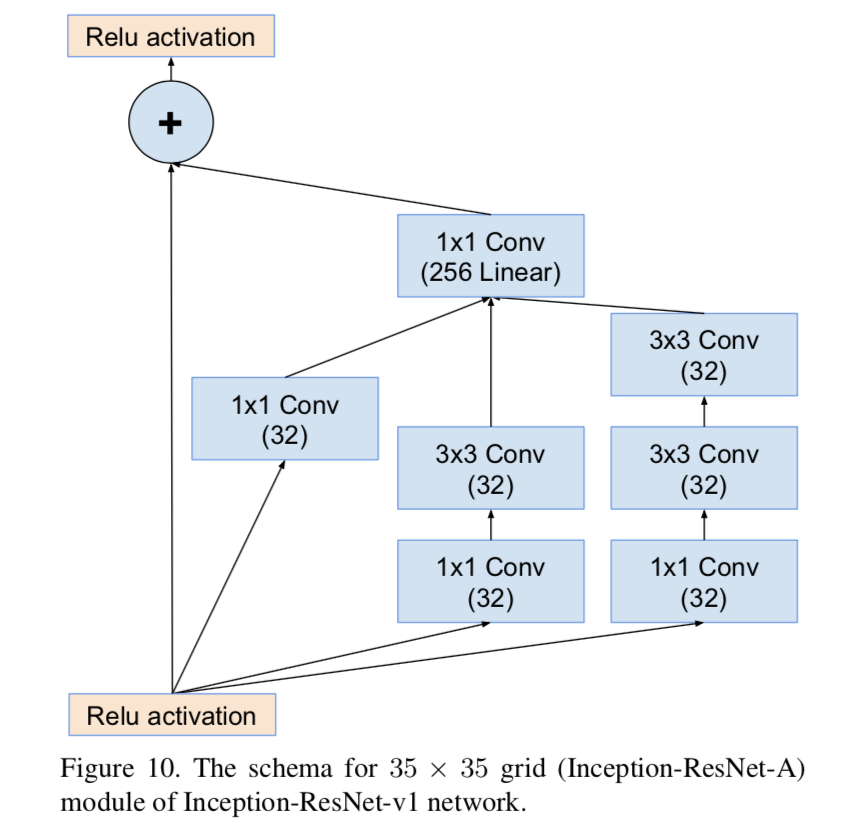 Relu activation
+
1x1 Conv
(256 Linear)
3x3 Conv
(32)
1x1 Conv
(32)
3x3 Conv
(32)
3x3 Conv
(32)
1x1 Conv
(32)
1x1 Conv
(32)
Relu activation
Figure 10. The schema for 35 × 35 grid (Inception-ResNet-A)
module of Inception-ResNet-v1 network.